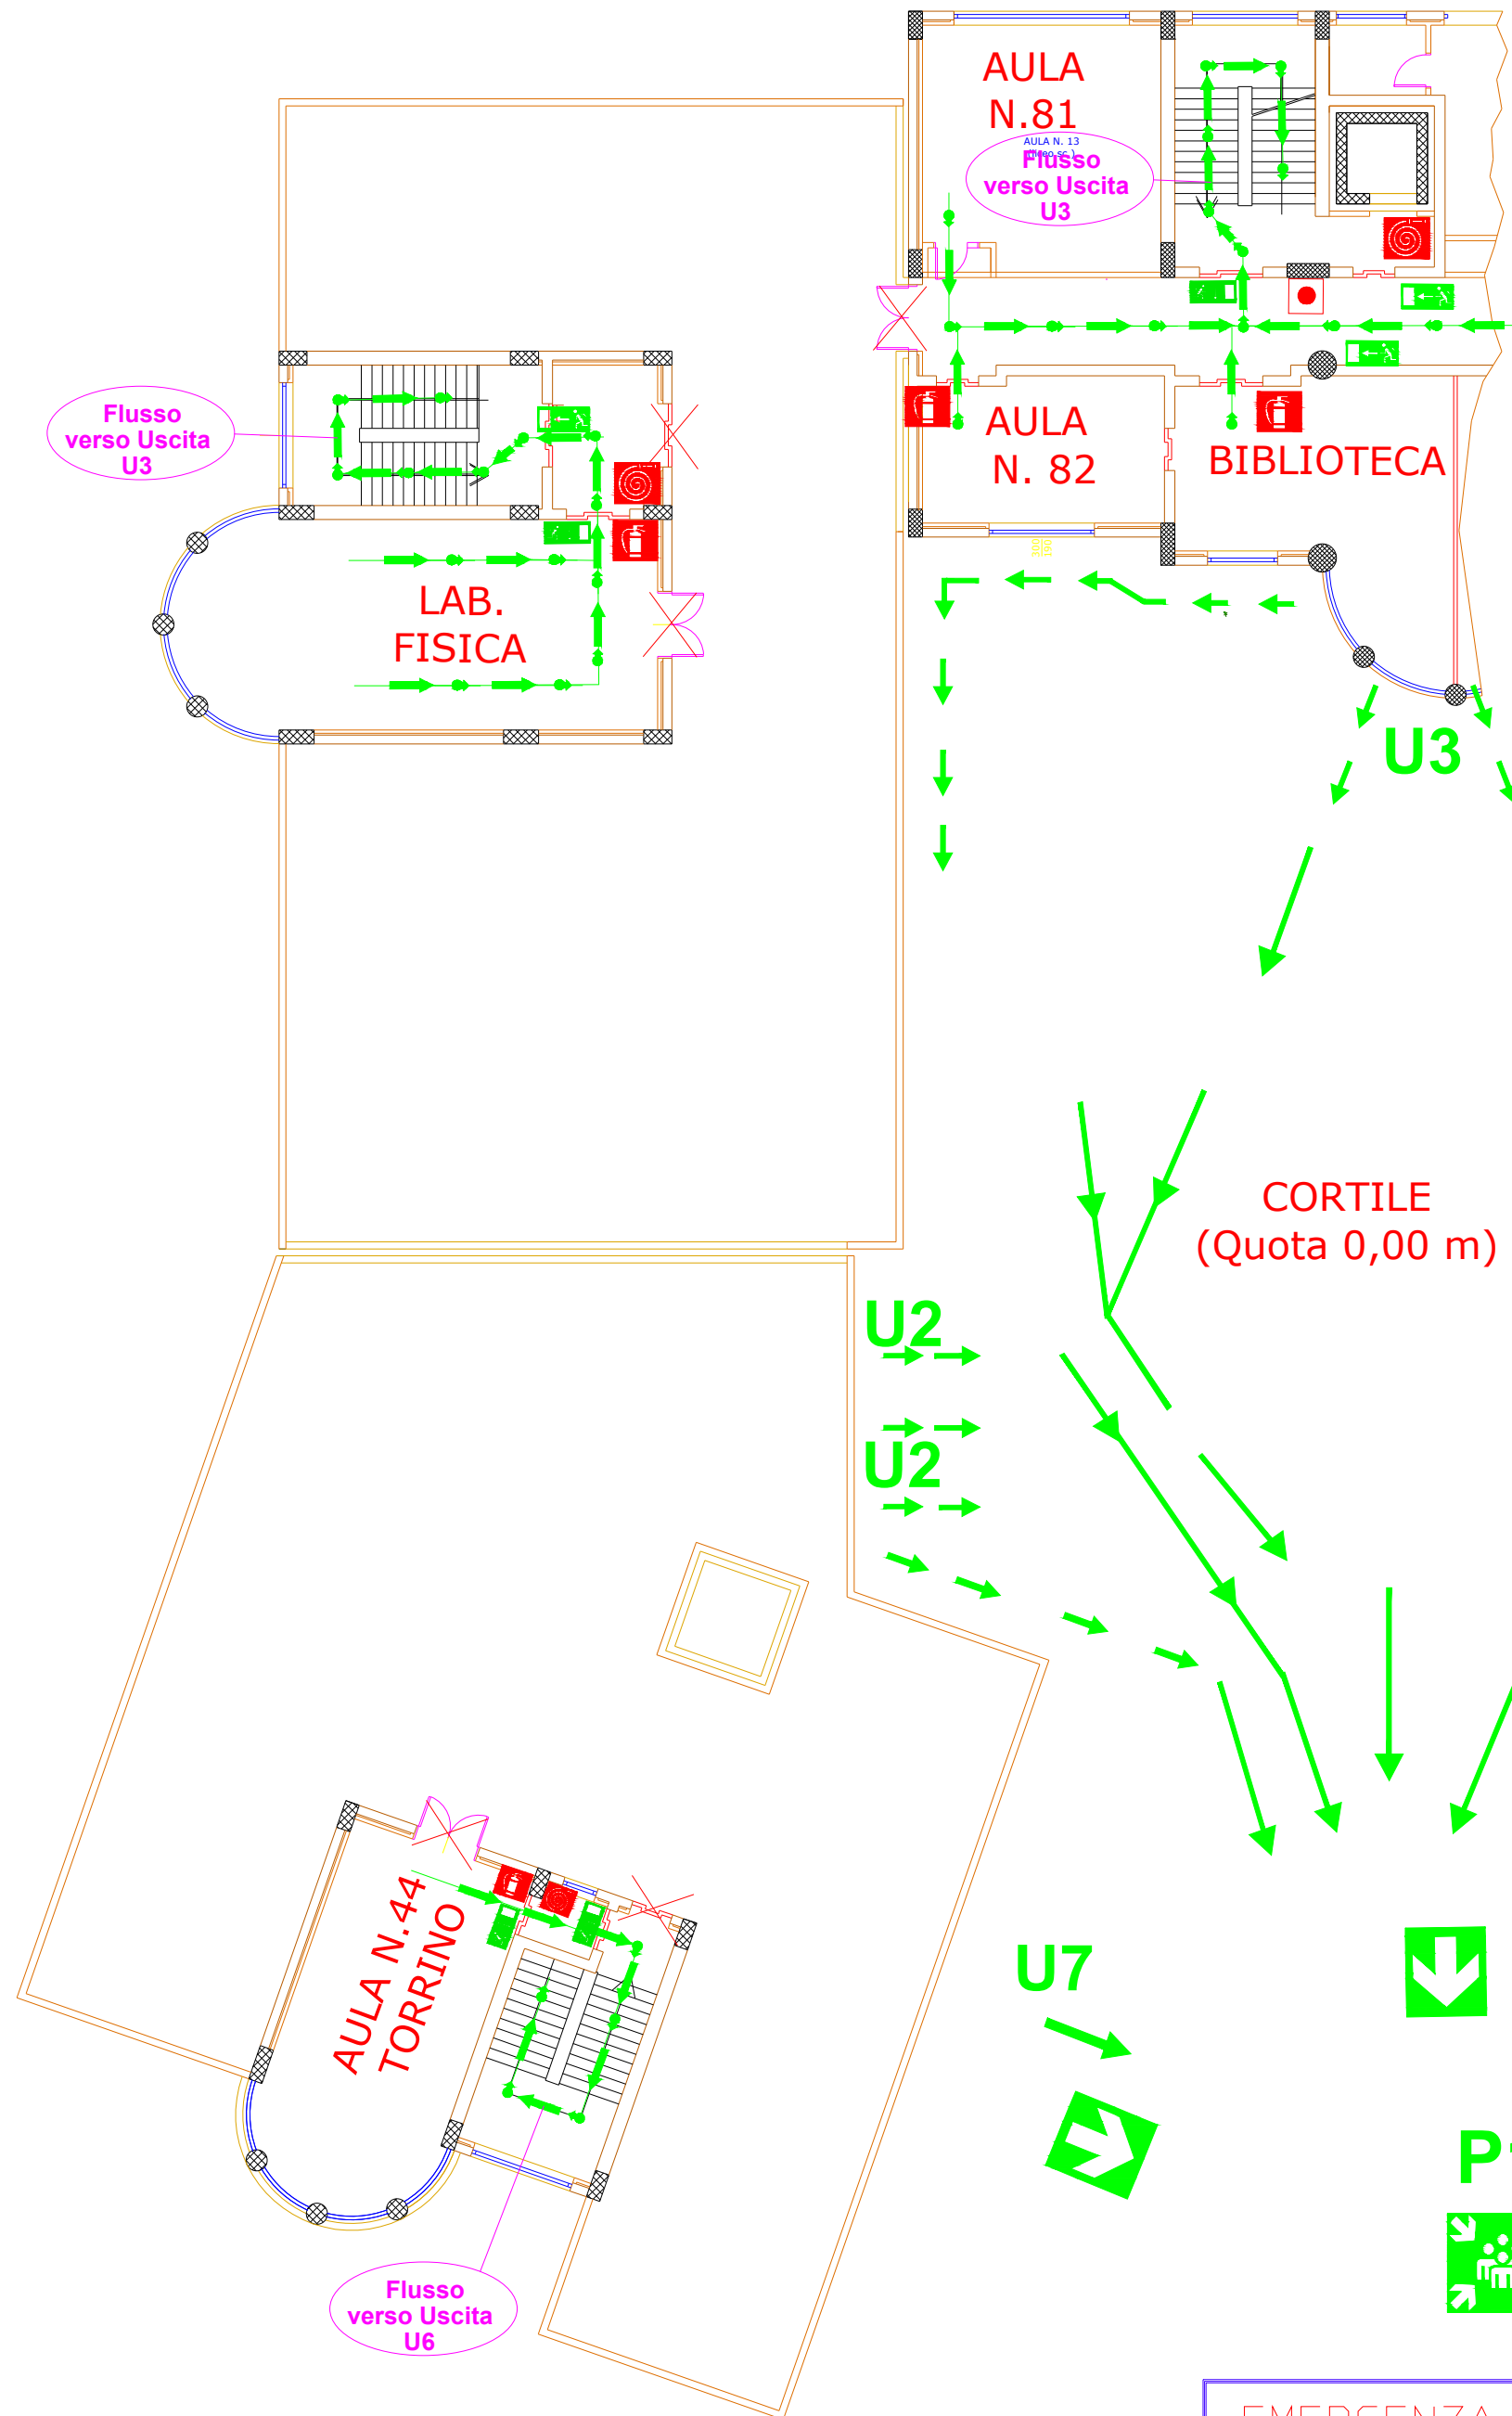 AULA
N.81
AULA N. 13
Flusso
verso Uscita
U3
Flusso
verso Uscita
U3
AULA
N. 82
BIBLIOTECA
LAB.
FISICA
U3
CORTILE
(Quota 0,00 m)
U2
U2
AULA N.44
TORRINO
U7
Flusso
verso Uscita
U6
EMERGENZA